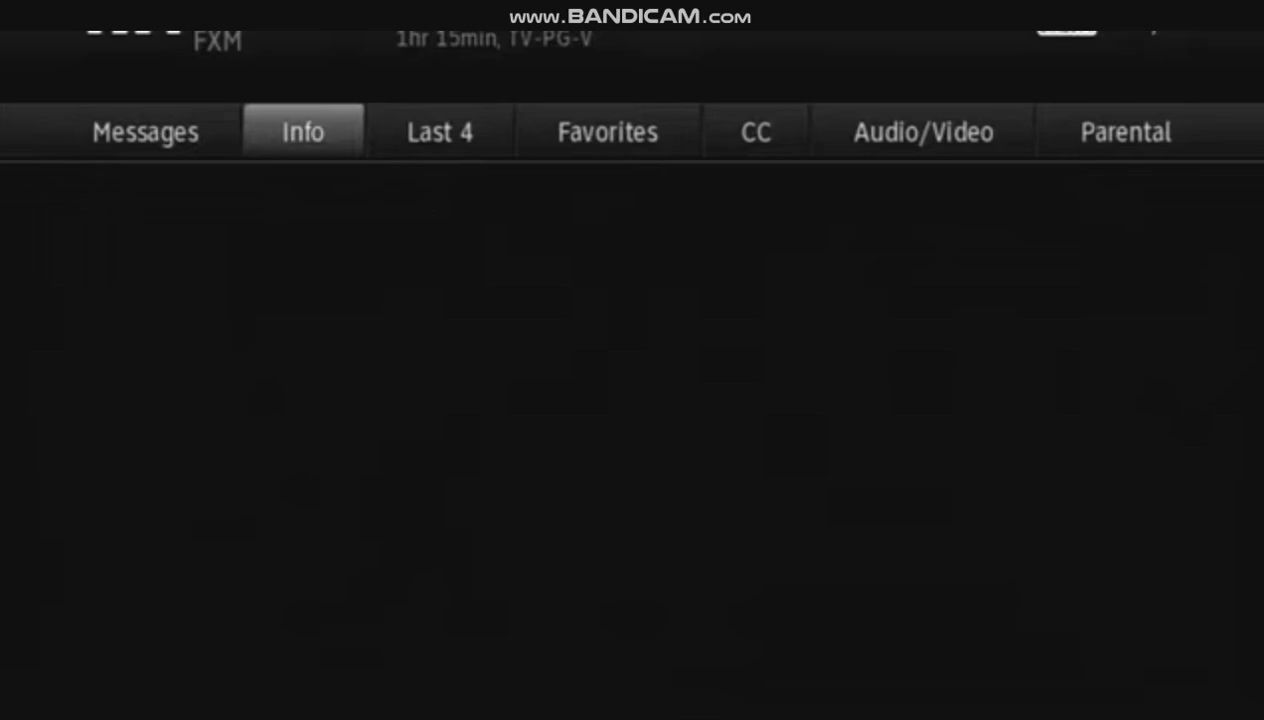 www.BANDICAM.com
FXM
1hr 15min, TV-PG-V
Messages Info Last 4 Favorites CC Audio/Video Parental